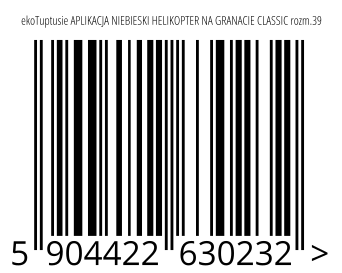 ekoTuptusie APLIKACJA NIEBIESKI HELIKOPTER NA GRANACIE CLASSIC rozm.39
5 904422 630232 >